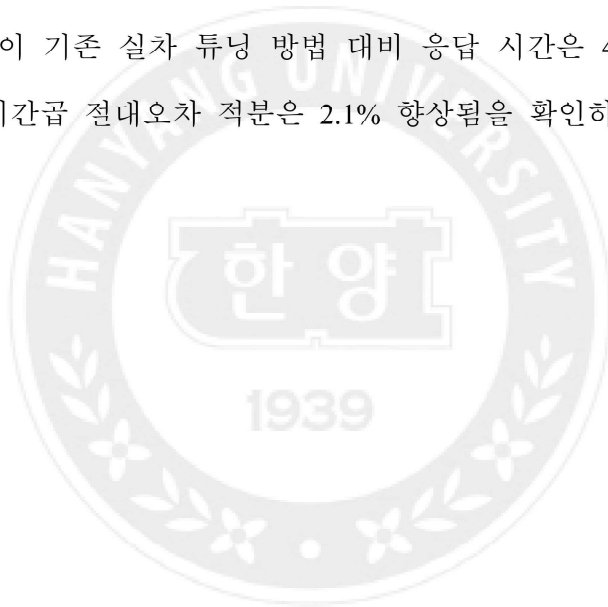 이 기존 실차 튜닝 방법 대비 응답 시간은 4
시간곱 절대오차 적분은 2.1% 향상됨을 확인하
HANYANG UNIVERSITY
한양
1939